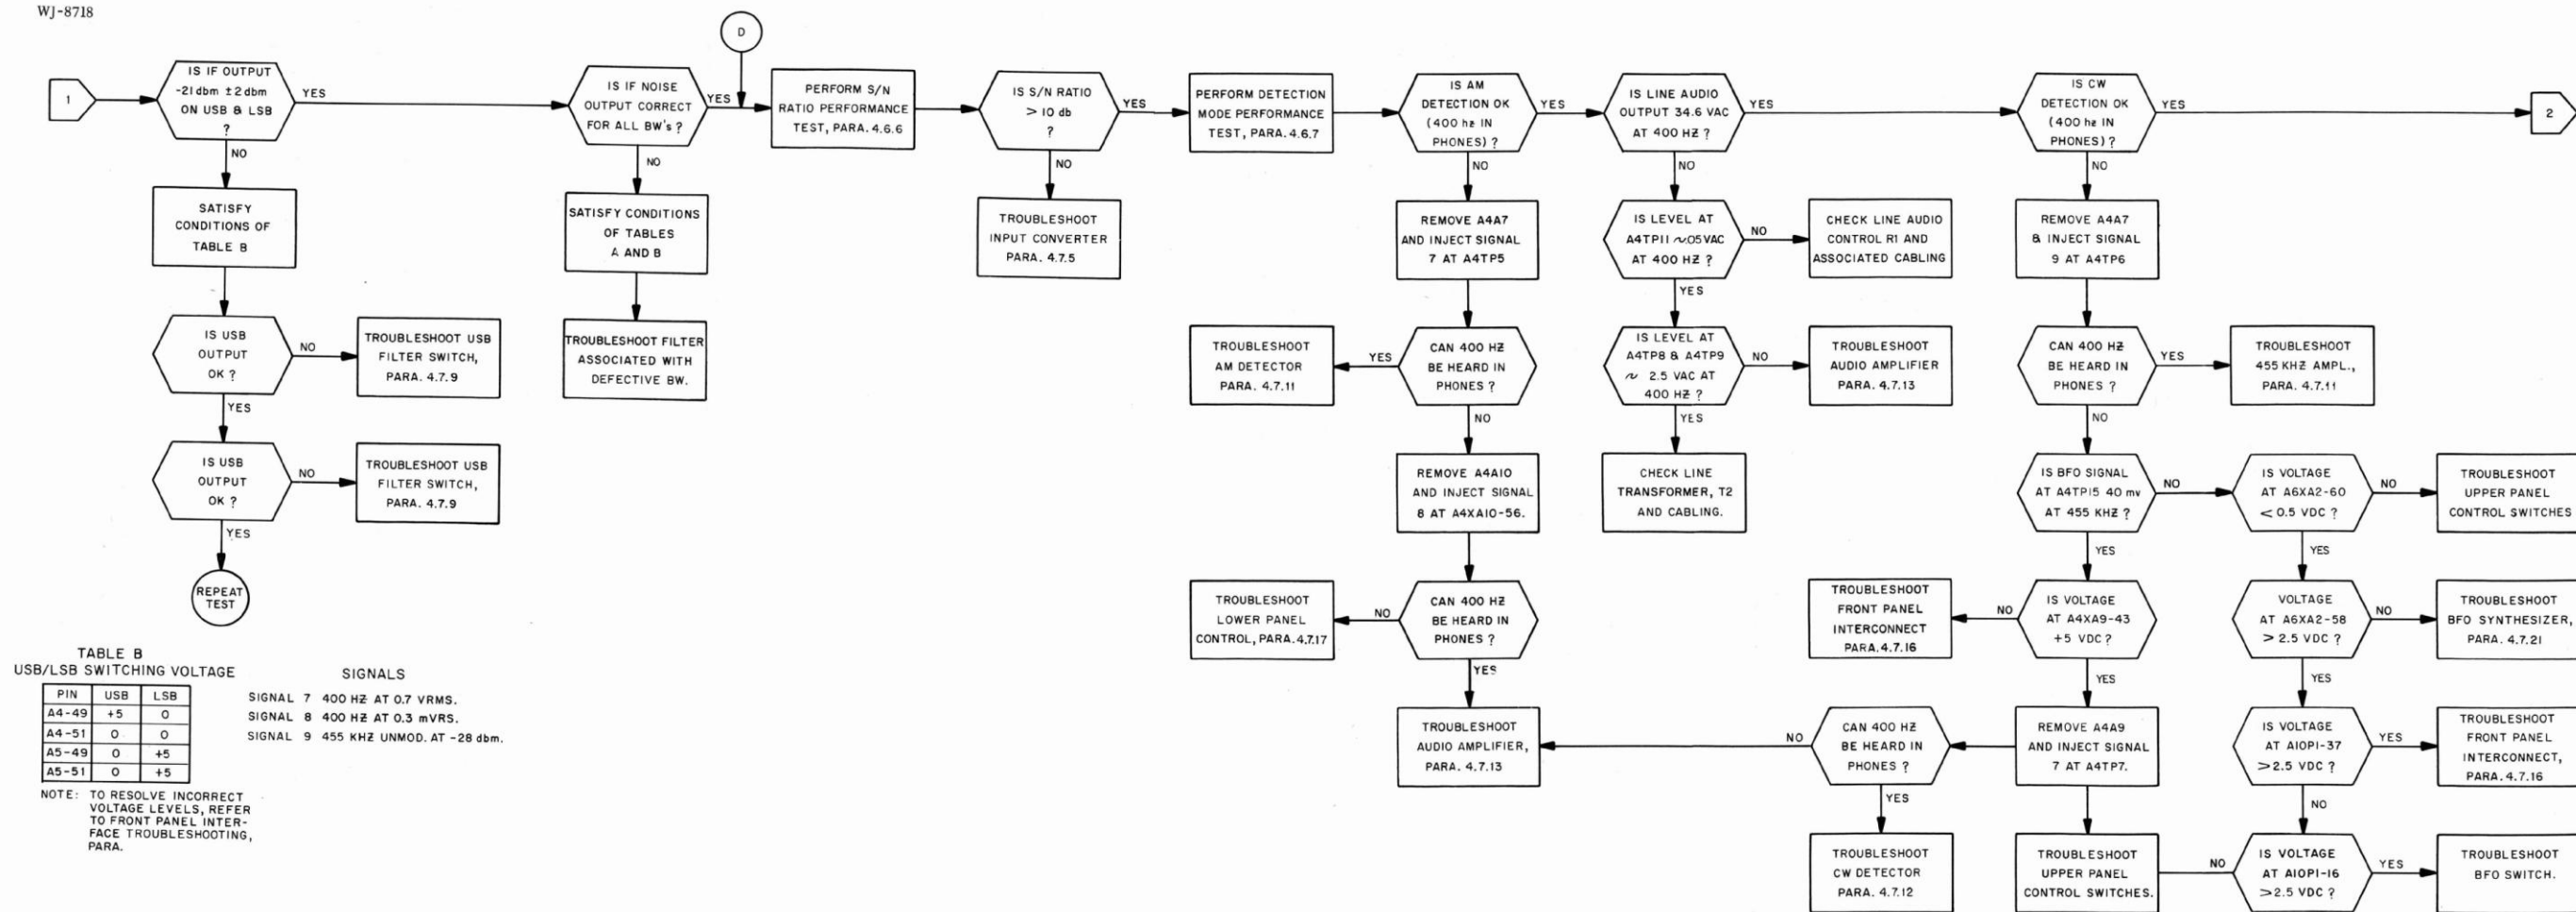 WJ-8718
D
1
IS IF OUTPUT
-21 dbm ±2 dbm
ON USB & LSB
?
YES
NO
IS IF NOISE
OUTPUT CORRECT
FOR ALL BW's ?
YES
NO
PERFORM S/N
RATIO PERFORMANCE
TEST, PARA. 4.6.6
IS S/N RATIO
> 10 db
?
YES
NO
PERFORM DETECTION
MODE PERFORMANCE
TEST, PARA. 4.6.7
IS AM
DETECTION OK
(400 hz IN
PHONES) ?
YES
NO
IS LINE AUDIO
OUTPUT 34.6 VAC
AT 400 HZ ?
YES
NO
IS CW
DETECTION OK
(400 hz IN
PHONES) ?
YES
NO
2
SATISFY
CONDITIONS OF
TABLE B
SATISFY CONDITIONS
OF TABLES
A AND B
TROUBLESHOOT
INPUT CONVERTER
PARA. 4.7.5
REMOVE A4A7
AND INJECT SIGNAL
7 AT A4TP5
IS LEVEL AT
A4TP11 ~.05 VAC
AT 400 HZ ?
NO
YES
CHECK LINE AUDIO
CONTROL R1 AND
ASSOCIATED CABLING
REMOVE A4A7
& INJECT SIGNAL
9 AT A4TP6
IS USB
OUTPUT
OK ?
NO
YES
TROUBLESHOOT USB
FILTER SWITCH,
PARA. 4.7.9
TROUBLESHOOT FILTER
ASSOCIATED WITH
DEFECTIVE BW.
TROUBLESHOOT
AM DETECTOR
PARA. 4.7.11
YES
CAN 400 HZ
BE HEARD IN
PHONES ?
NO
IS LEVEL AT
A4TP8 & A4TP9
~ 2.5 VAC AT
400 HZ ?
NO
YES
TROUBLESHOOT
AUDIO AMPLIFIER
PARA. 4.7.13
CAN 400 HZ
BE HEARD IN
PHONES ?
YES
NO
TROUBLESHOOT
455 KHZ AMPL.,
PARA. 4.7.11
IS USB
OUTPUT
OK ?
NO
YES
TROUBLESHOOT USB
FILTER SWITCH,
PARA. 4.7.9
REMOVE A4A10
AND INJECT SIGNAL
8 AT A4XA10-56.
CHECK LINE
TRANSFORMER, T2
AND CABLING.
IS BFO SIGNAL
AT A4TP15 40 mv
AT 455 KHZ ?
NO
YES
IS VOLTAGE
AT A6XA2-60
< 0.5 VDC ?
NO
YES
TROUBLESHOOT
UPPER PANEL
CONTROL SWITCHES
REPEAT
TEST
TROUBLESHOOT
LOWER PANEL
CONTROL, PARA.4.7.17
NO
CAN 400 HZ
BE HEARD IN
PHONES ?
YES
TROUBLESHOOT
FRONT PANEL
INTERCONNECT
PARA.4.7.16
NO
IS VOLTAGE
AT A4XA9-43
+5 VDC ?
YES
VOLTAGE
AT A6XA2-58
> 2.5 VDC ?
NO
YES
TROUBLESHOOT
BFO SYNTHESIZER,
PARA. 4.7.21
TABLE B
USB/LSB SWITCHING VOLTAGE
PIN USB LSB
A4-49 +5 0
A4-51 0 0
A5-49 0 +5
A5-51 0 +5
SIGNALS
SIGNAL 7 400 HZ AT 0.7 VRMS.
SIGNAL 8 400 HZ AT 0.3 mVRS.
SIGNAL 9 455 KHZ UNMOD. AT -28 dbm.
NOTE: TO RESOLVE INCORRECT
VOLTAGE LEVELS, REFER
TO FRONT PANEL INTER-
FACE TROUBLESHOOTING,
PARA.
TROUBLESHOOT
AUDIO AMPLIFIER,
PARA. 4.7.13
NO
CAN 400 HZ
BE HEARD IN
PHONES ?
YES
REMOVE A4A9
AND INJECT SIGNAL
7 AT A4TP7.
IS VOLTAGE
AT A10P1-37
>2.5 VDC ?
YES
NO
TROUBLESHOOT
FRONT PANEL
INTERCONNECT,
PARA. 4.7.16
TROUBLESHOOT
CW DETECTOR
PARA. 4.7.12
TROUBLESHOOT
UPPER PANEL
CONTROL SWITCHES.
NO
IS VOLTAGE
AT A10P1-16
>2.5 VDC ?
YES
TROUBLESHOOT
BFO SWITCH.